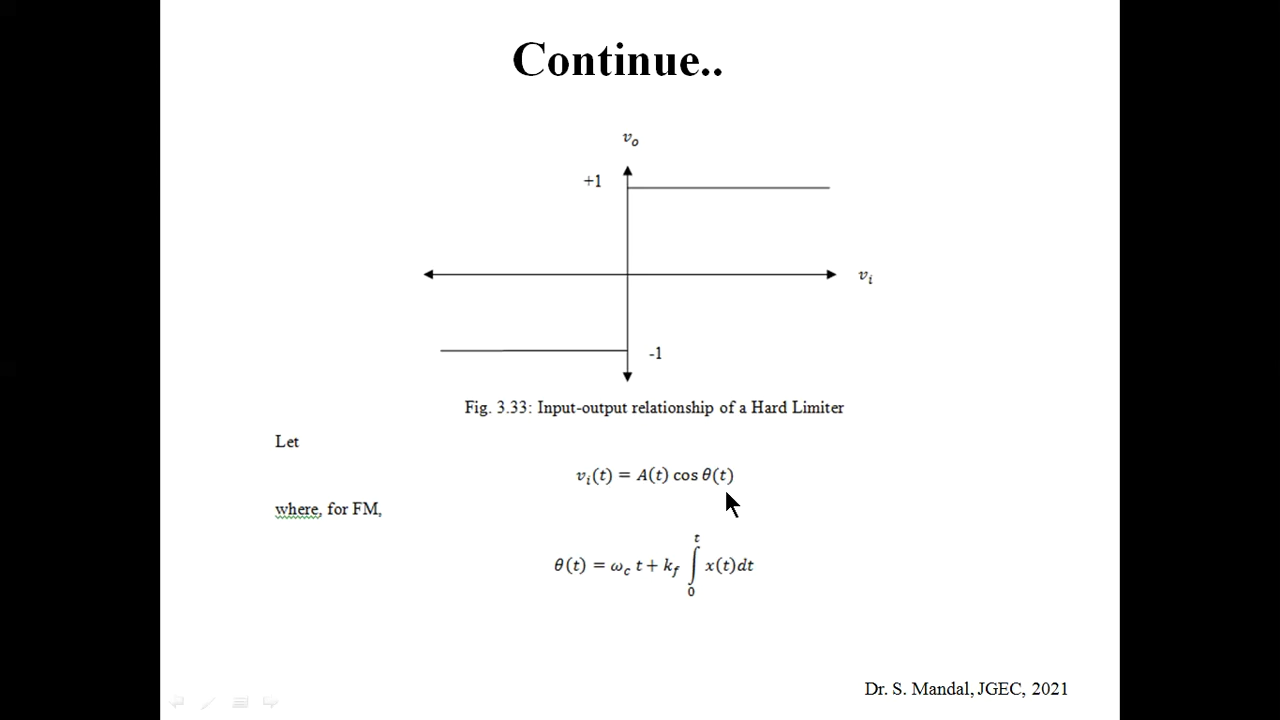 Continue..
v_o
+1
v_i
-1
Fig. 3.33: Input-output relationship of a Hard Limiter
Let
v_i(t) = A(t) cos θ(t)
where, for FM,
θ(t) = ω_c t + k_f ∫_0^t x(t)dt
Dr. S. Mandal, JGEC, 2021